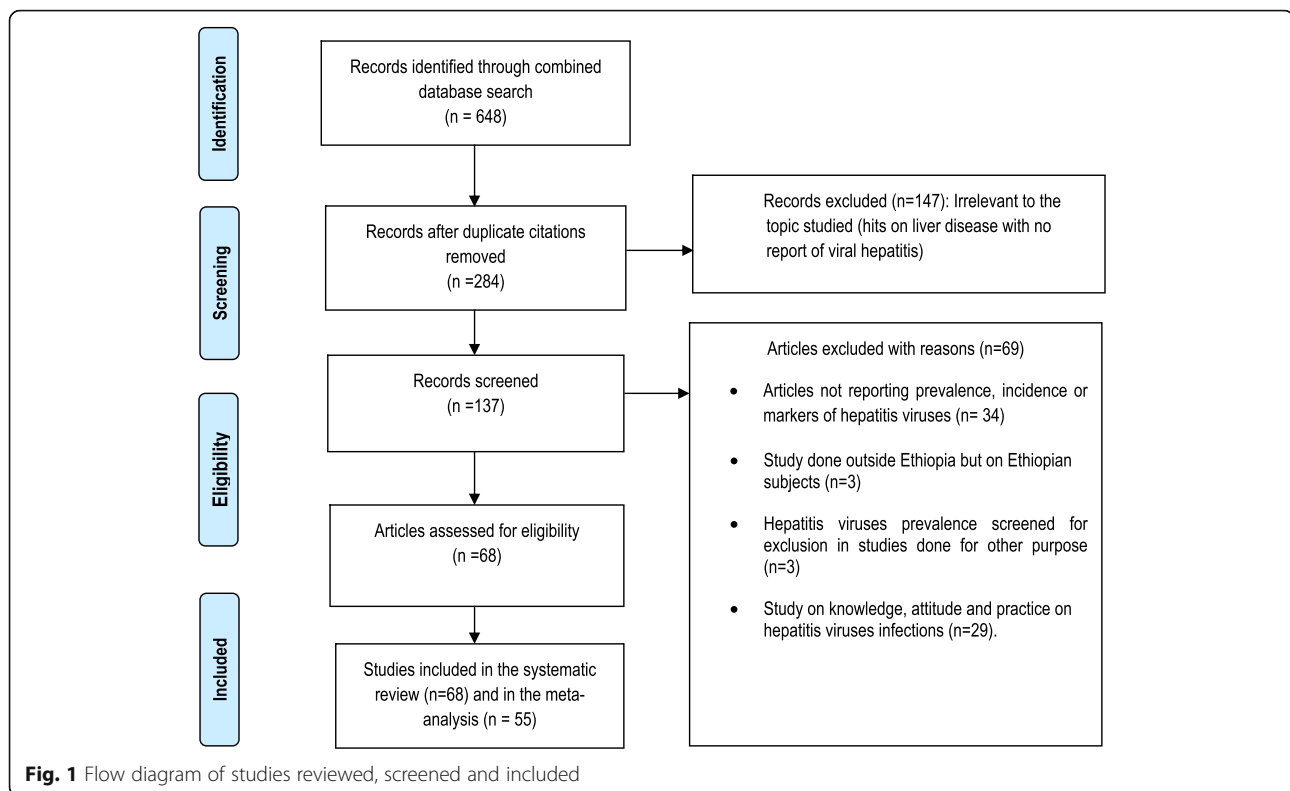 Identification
Records identified through combined
database search
(n = 648)
Screening
Records after duplicate citations
removed
(n =284)
Records excluded (n=147): Irrelevant to the
topic studied (hits on liver disease with no
report of viral hepatitis)
Records screened
(n =137)
Articles excluded with reasons (n=69)
• Articles not reporting prevalence, incidence or
markers of hepatitis viruses (n= 34)
• Study done outside Ethiopia but on Ethiopian
subjects (n=3)
• Hepatitis viruses prevalence screened for
exclusion in studies done for other purpose
(n=3)
• Study on knowledge, attitude and practice on
hepatitis viruses infections (n=29).
Eligibility
Articles assessed for eligibility
(n =68)
Included
Studies included in the systematic
review (n=68) and in the meta-
analysis (n = 55)
Fig. 1 Flow diagram of studies reviewed, screened and included